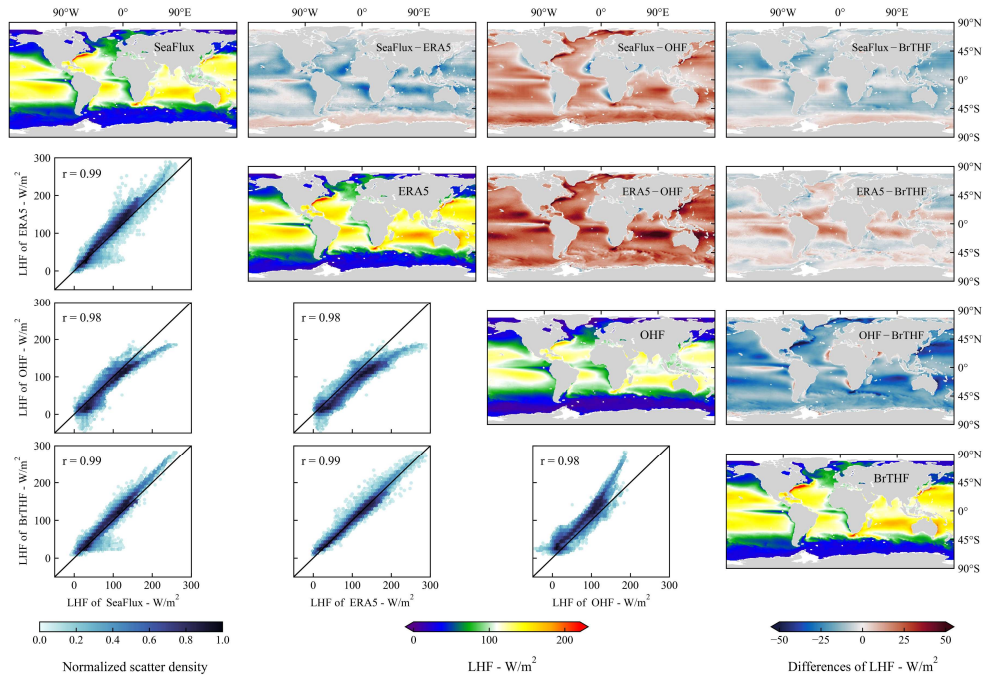 90°W 0° 90°E 90°W 0° 90°E
SeaFlux SeaFlux−ERA5 SeaFlux−OHF SeaFlux−BrTHF
90°N
45°N
0°
45°S
90°S
r = 0.99
LHF of ERA5 - W/m²
300
200
100
0
ERA5 ERA5−OHF ERA5−BrTHF
90°N
45°N
0°
45°S
90°S
r = 0.98
LHF of OHF - W/m²
300
200
100
0
r = 0.98
OHF OHF−BrTHF
90°N
45°N
0°
45°S
90°S
r = 0.99
LHF of BrTHF - W/m²
300
200
100
0
r = 0.99
r = 0.98
BrTHF
90°N
45°N
0°
45°S
90°S
0 100 200 300 0 100 200 300 0 100 200 300
LHF of SeaFlux - W/m² LHF of ERA5 - W/m² LHF of OHF - W/m²
0.0 0.2 0.4 0.6 0.8 1.0
Normalized scatter density
0 100 200
LHF - W/m²
−50 −25 0 25 50
Differences of LHF - W/m²